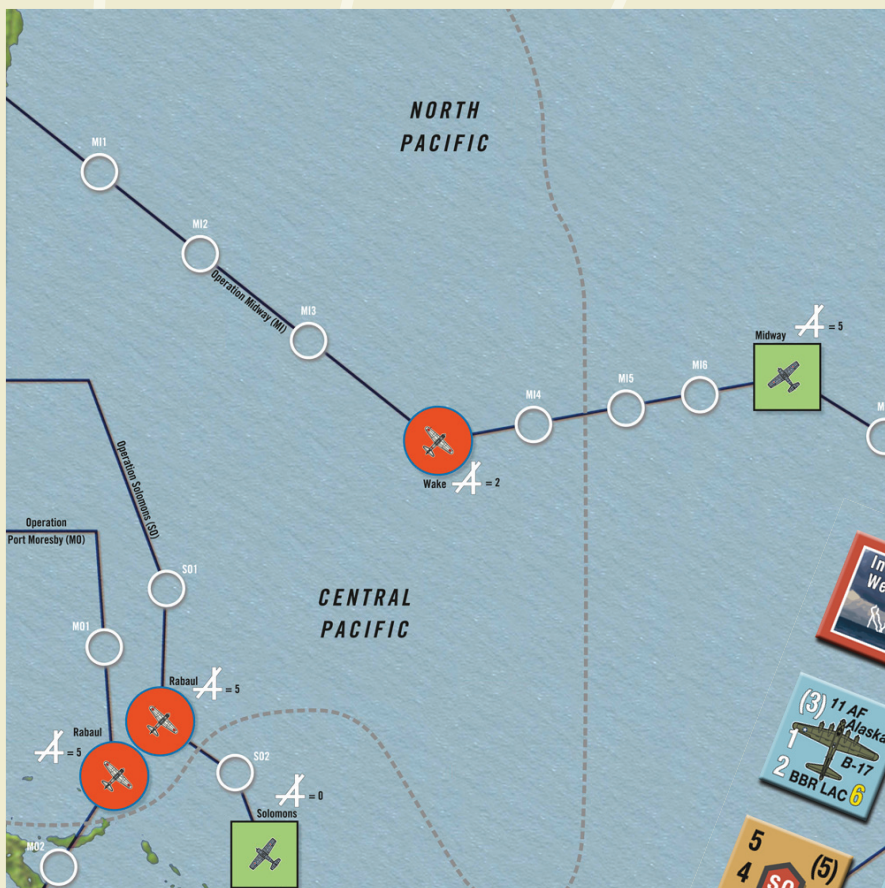 NORTH
PACIFIC
MI1
MI2
Operation Midway (MI)
MI3
Midway
= 5
MI6
MI5
MI4
Wake
= 2
Operation Solomons (SO)
Operation
Port Moresby (MO)
SO1
CENTRAL
PACIFIC
MO1
Rabaul
= 5
Rabaul
= 5
SO2
= 0
Solomons
MO2
(3) 11 AF
Alaska
1
B-17
2 BBR LAC 6
5
4
(5)
SO